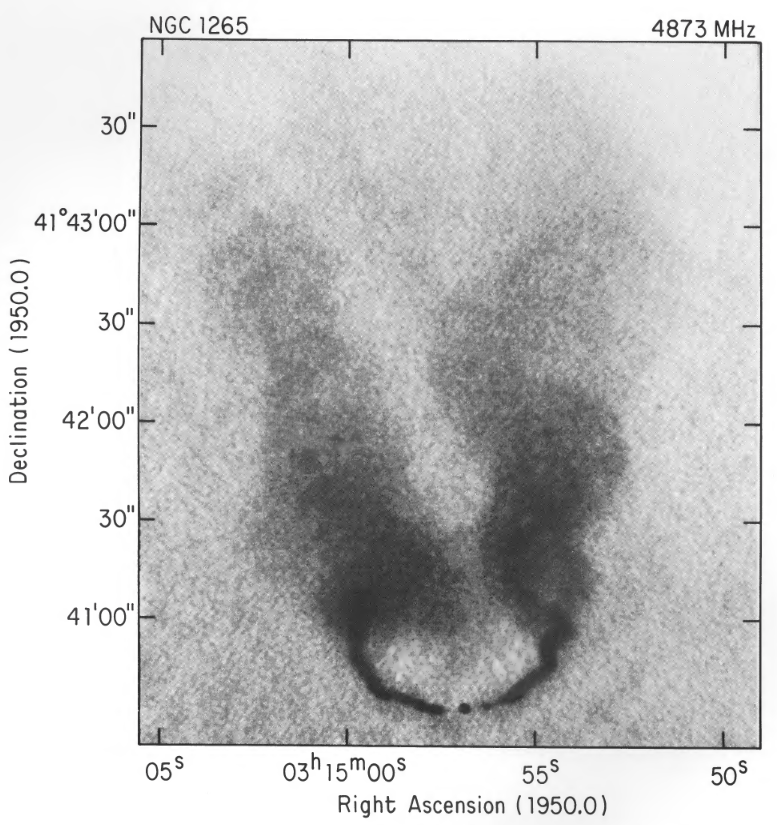 NGC 1265 4873 MHz
30"
41°43'00"
30"
42'00"
30"
41'00"
Declination (1950.0)
05s 03h15m00s 55s 50s
Right Ascension (1950.0)